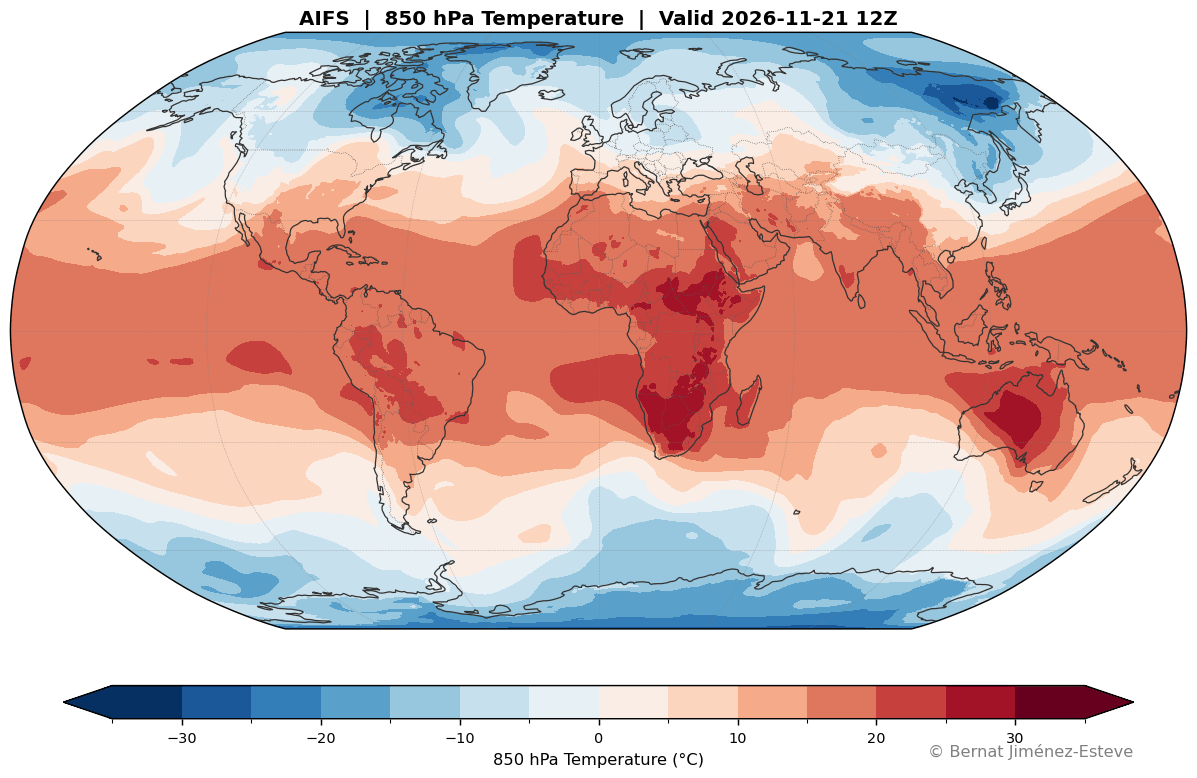 AIFS | 850 hPa Temperature | Valid 2026-11-21 12Z
−30 −20 −10 0 10 20 30
850 hPa Temperature (°C)
© Bernat Jiménez-Esteve